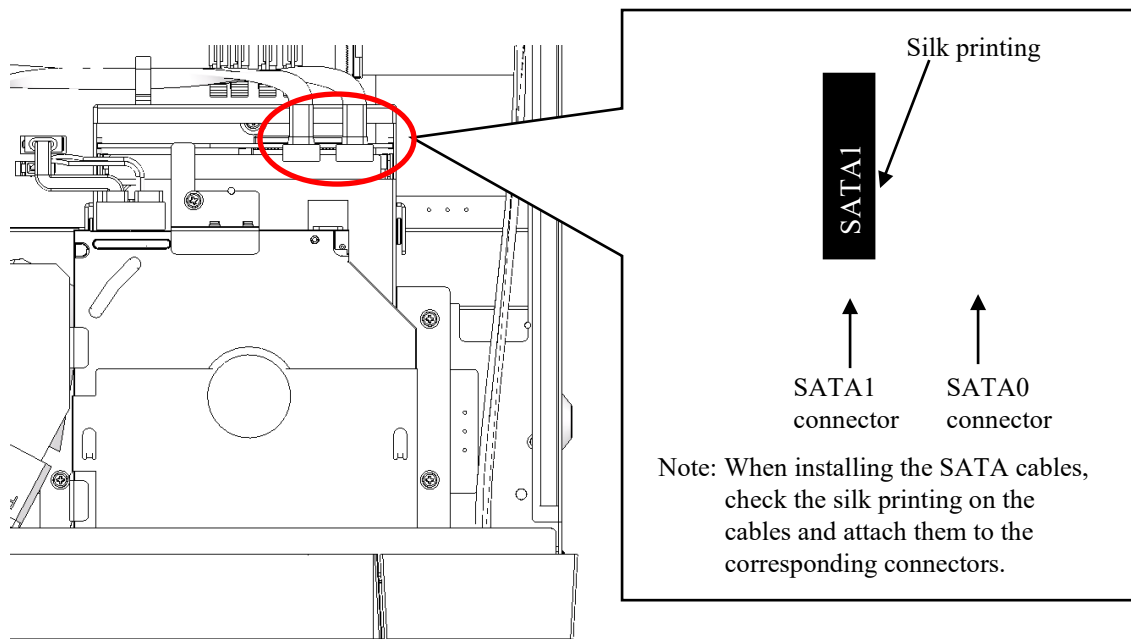 Silk printing
SATA1
SATA1
connector
SATA0
connector
Note: When installing the SATA cables,
check the silk printing on the
cables and attach them to the
corresponding connectors.